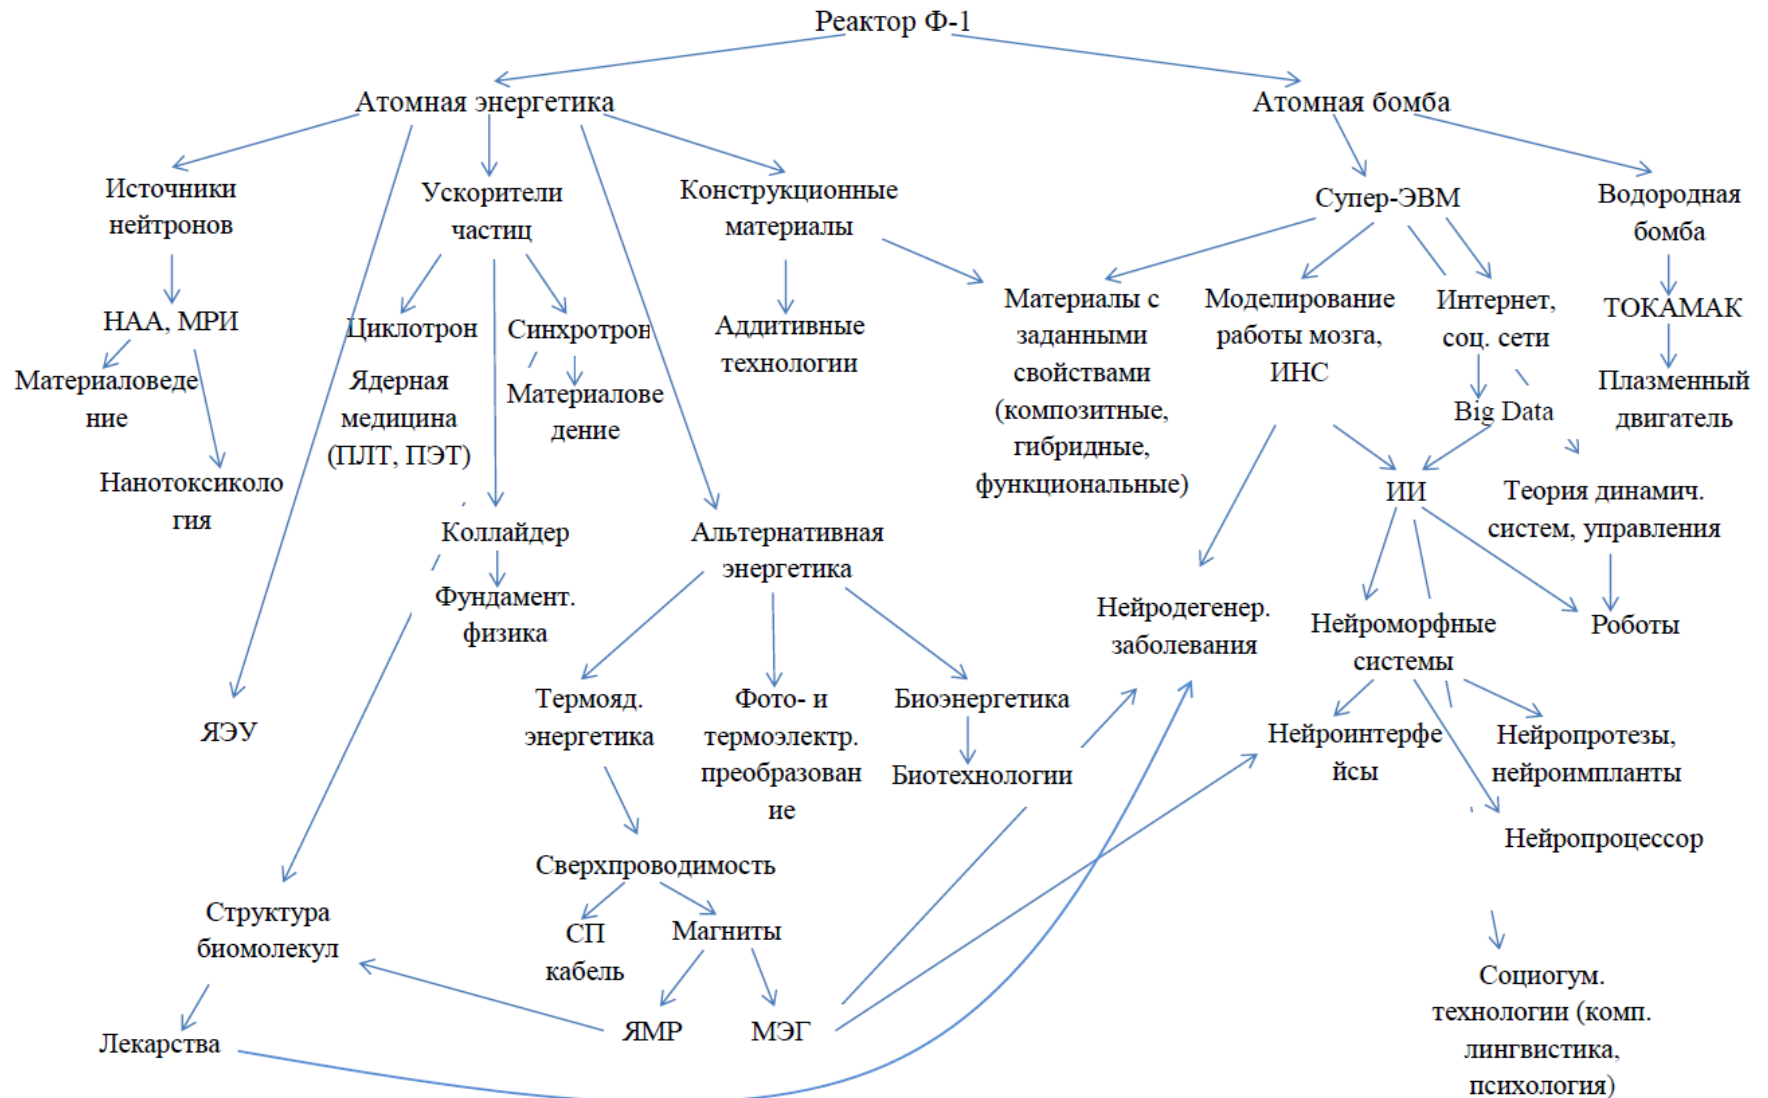 Реактор Ф-1
Атомная энергетика
Атомная бомба
Источники
нейтронов
Ускорители
частиц
Конструкционные
материалы
Супер-ЭВМ
Водородная
бомба
НАА, МРИ
Циклотрон
Синхротрон
Аддитивные
технологии
Материалы с
заданными
свойствами
(композитные,
гибридные,
функциональные)
Моделирование
работы мозга,
ИНС
Интернет,
соц. сети
ТОКАМАК
Материаловеде
ние
Ядерная
медицина
(ПЛТ, ПЭТ)
Материалове
дение
Big Data
Плазменный
двигатель
Нанотоксиколо
гия
Коллайдер
Альтернативная
энергетика
ИИ
Теория динамич.
систем, управления
Фундамент.
физика
Нейродегенер.
заболевания
Нейроморфные
системы
Роботы
ЯЭУ
Термояд.
энергетика
Фото- и
термоэлектр.
преобразован
ие
Биоэнергетика
Биотехнологии
Нейроинтерфе
йсы
Нейропротезы,
нейроимпланты
Нейропроцессор
Сверхпроводимость
Структура
биомолекул
СП
кабель
Магниты
Лекарства
ЯМР
МЭГ
Социогум.
технологии (комп.
лингвистика,
психология)